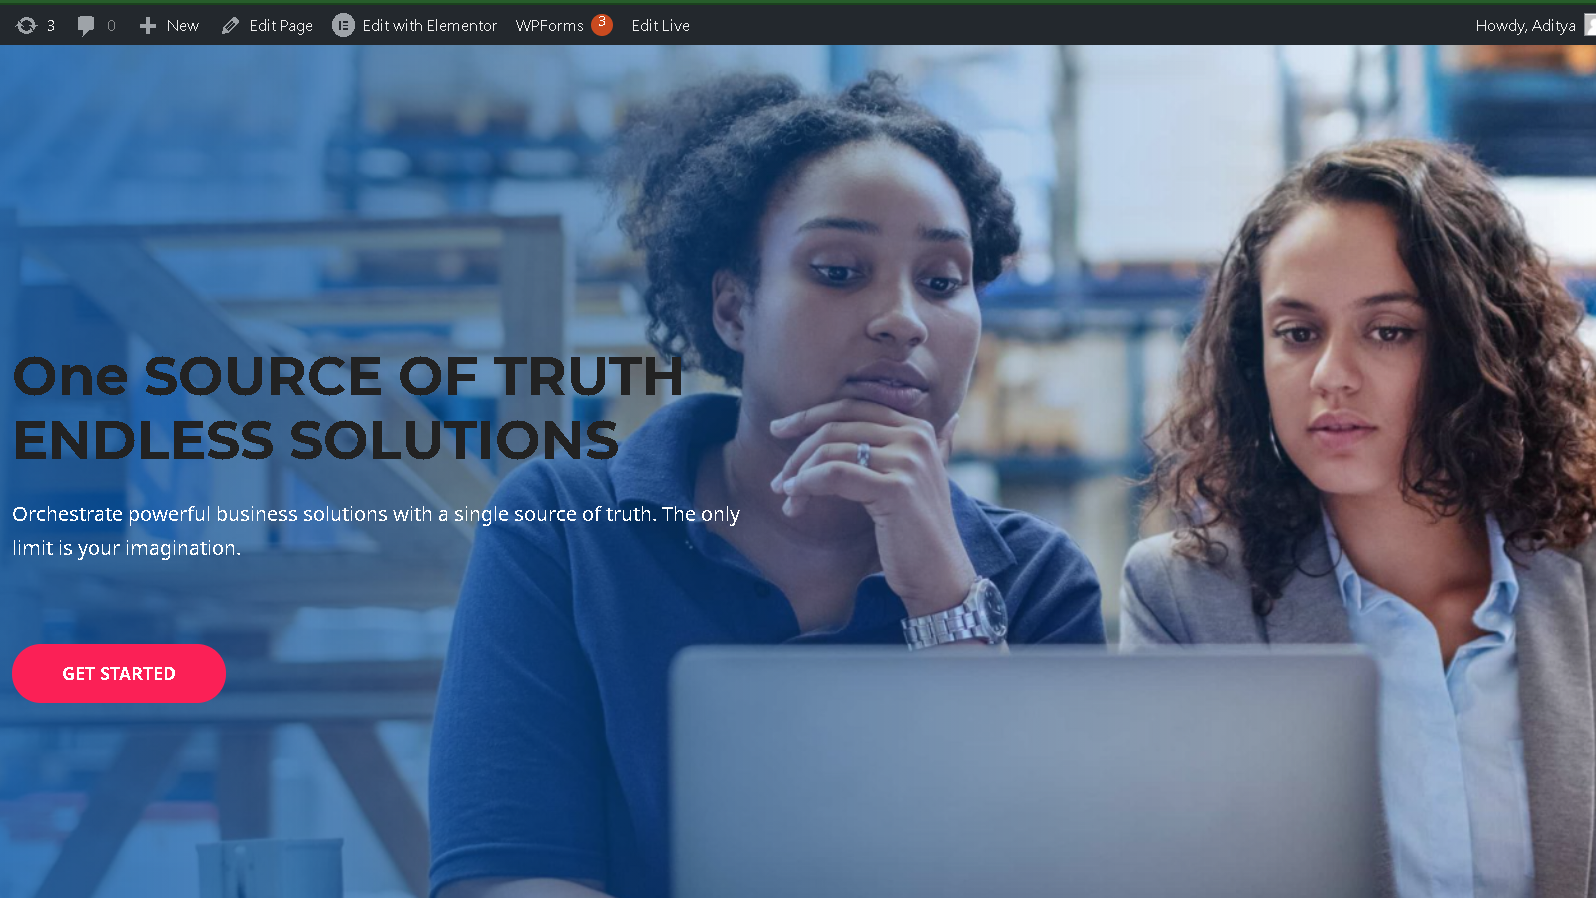 3 0 New Edit Page Edit with Elementor WPForms 3 Edit Live Howdy, Aditya
One SOURCE OF TRUTH
ENDLESS SOLUTIONS
Orchestrate powerful business solutions with a single source of truth. The only
limit is your imagination.
GET STARTED